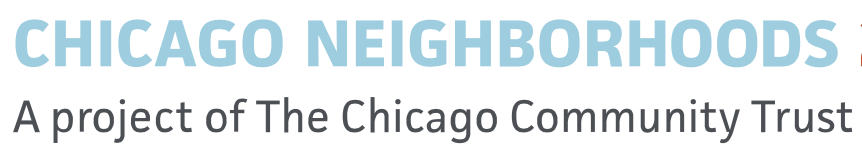 CHICAGO NEIGHBORHOODS
A project of The Chicago Community Trust